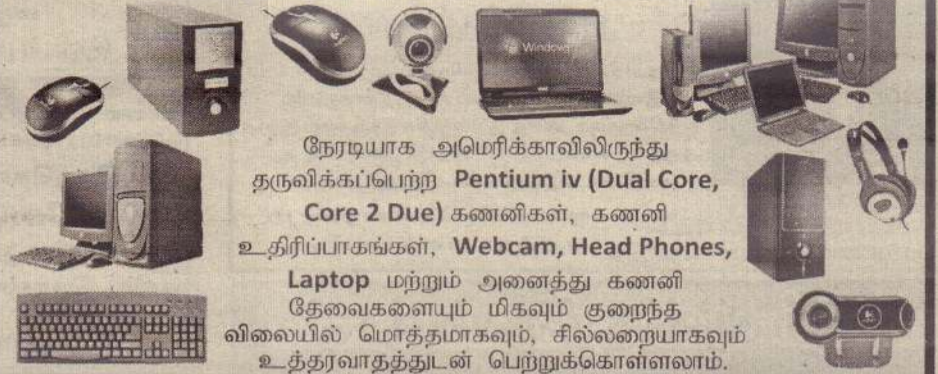 Windows
நேரடியாக அமெரிக்காவிலிருந்து
தருவிக்கப்பெற்ற Pentium iv (Dual Core,
Core 2 Due) கணனிகள், கணனி
உதிரிப்பாகங்கள், Webcam, Head Phones,
Laptop மற்றும் அனைத்து கணனி
தேவைகளையும் மிகவும் குறைந்த
விலையில் மொத்தமாகவும், சில்லறையாகவும்
உத்தரவாதத்துடன் பெற்றுக்கொள்ளலாம்.